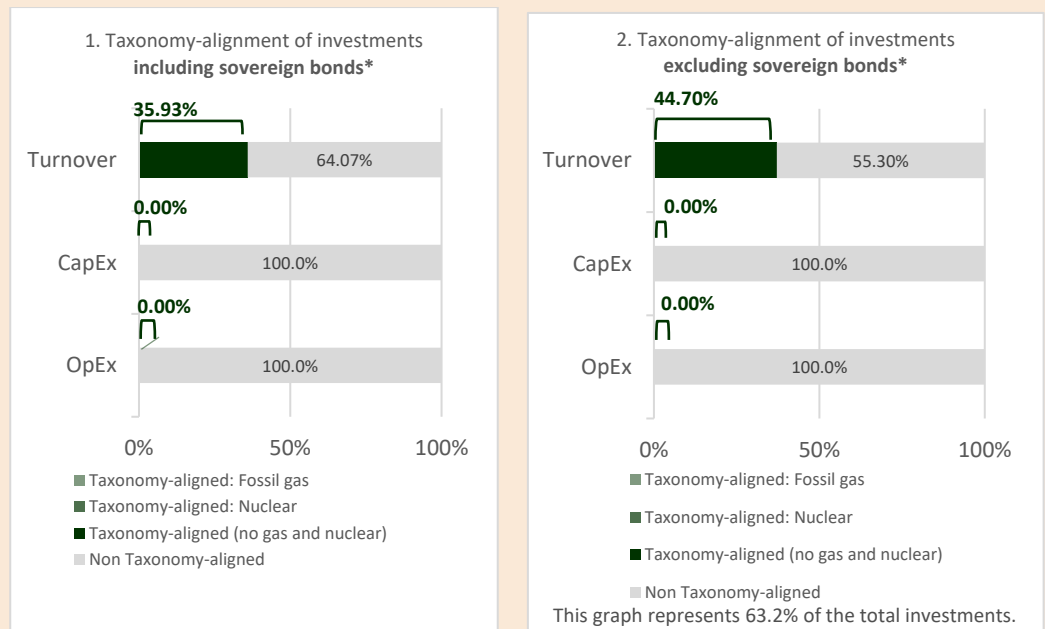 1. Taxonomy-alignment of investments
including sovereign bonds*
35.93%
Turnover
64.07%
0.00%
CapEx
100.0%
0.00%
OpEx
100.0%
0% 50% 100%
Taxonomy-aligned: Fossil gas
Taxonomy-aligned: Nuclear
Taxonomy-aligned (no gas and nuclear)
Non Taxonomy-aligned
2. Taxonomy-alignment of investments
excluding sovereign bonds*
44.70%
Turnover
55.30%
0.00%
CapEx
100.0%
0.00%
OpEx
100.0%
0% 50% 100%
Taxonomy-aligned: Fossil gas
Taxonomy-aligned: Nuclear
Taxonomy-aligned (no gas and nuclear)
Non Taxonomy-aligned
This graph represents 63.2% of the total investments.